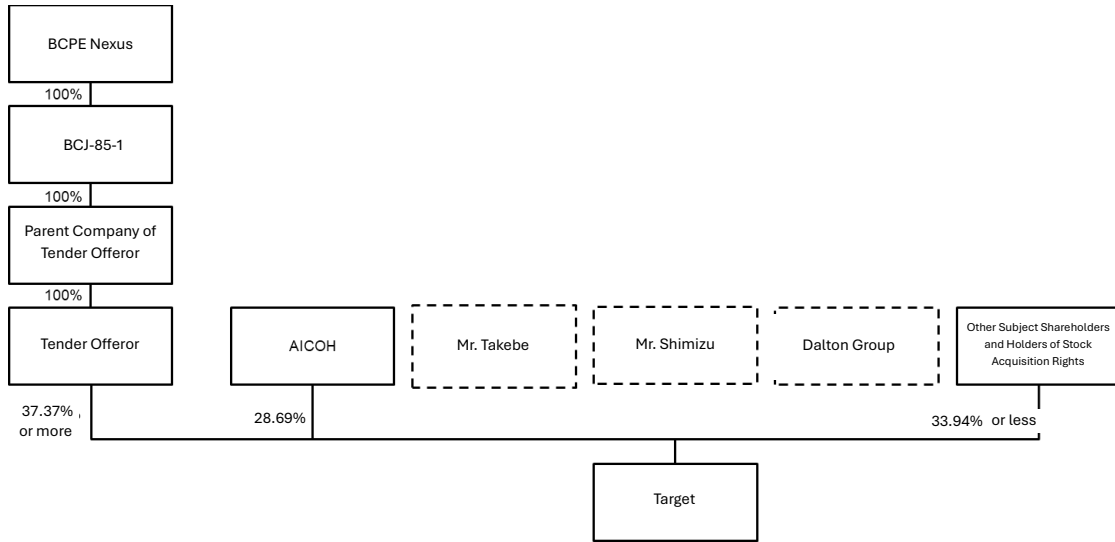 BCPE Nexus
100%
BCJ-85-1
100%
Parent Company of
Tender Offeror
100%
Tender Offeror
AICOH
Mr. Takebe
Mr. Shimizu
Dalton Group
Other Subject Shareholders
and Holders of Stock
Acquisition Rights
37.37%
or more
28.69%
33.94% or less
Target